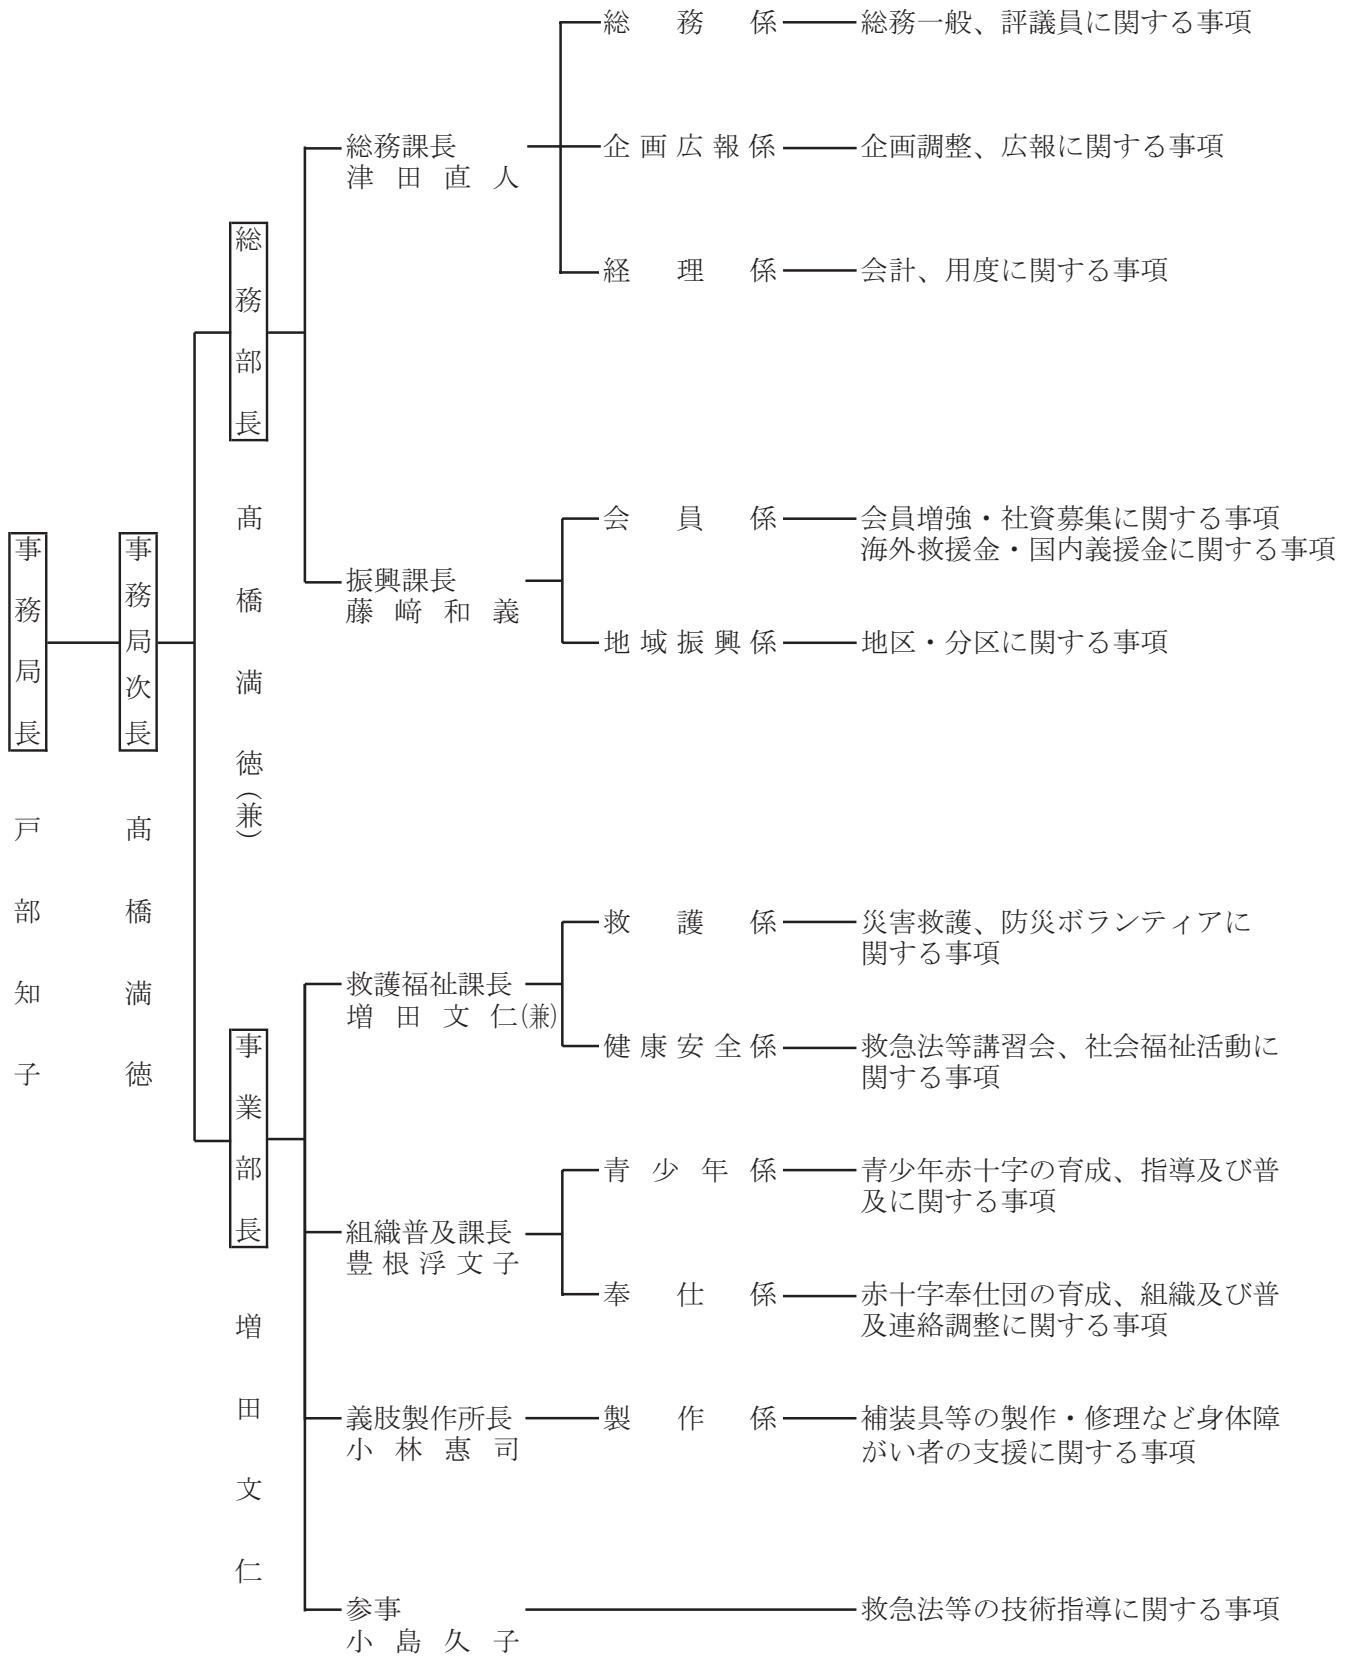 事務局長
戸部知子
事務局次長
髙橋満徳
総務部長
髙橋満徳(兼)
総務課長
津田直人
総務係
総務一般、評議員に関する事項
企画広報係
企画調整、広報に関する事項
経理係
会計、用度に関する事項
振興課長
藤﨑和義
会員係
会員増強・社資募集に関する事項
海外救援金・国内義援金に関する事項
地域振興係
地区・分区に関する事項
事業部長
増田文仁
救護福祉課長
増田文仁(兼)
救護係
災害救護、防災ボランティアに
関する事項
健康安全係
救急法等講習会、社会福祉活動に
関する事項
組織普及課長
豊根浮文子
青少年係
青少年赤十字の育成、指導及び普
及に関する事項
奉仕係
赤十字奉仕団の育成、組織及び普
及連絡調整に関する事項
義肢製作所長
小林惠司
製作係
補装具等の製作・修理など身体障
がい者の支援に関する事項
参事
小島久子
救急法等の技術指導に関する事項